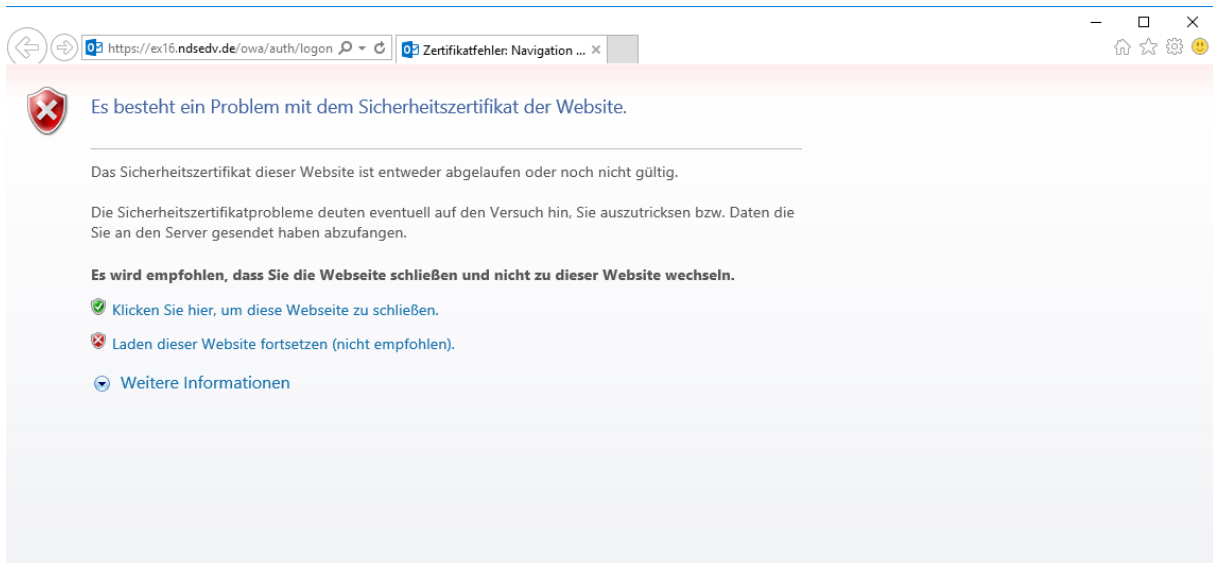 https://ex16.ndsedv.de/owa/auth/logon
Zertifikatfehler: Navigation ...
Es besteht ein Problem mit dem Sicherheitszertifikat der Website.
Das Sicherheitszertifikat dieser Website ist entweder abgelaufen oder noch nicht gültig.
Die Sicherheitszertifikatprobleme deuten eventuell auf den Versuch hin, Sie auszutricksen bzw. Daten die
Sie an den Server gesendet haben abzufangen.
Es wird empfohlen, dass Sie die Webseite schließen und nicht zu dieser Website wechseln.
Klicken Sie hier, um diese Webseite zu schließen.
Laden dieser Website fortsetzen (nicht empfohlen).
Weitere Informationen